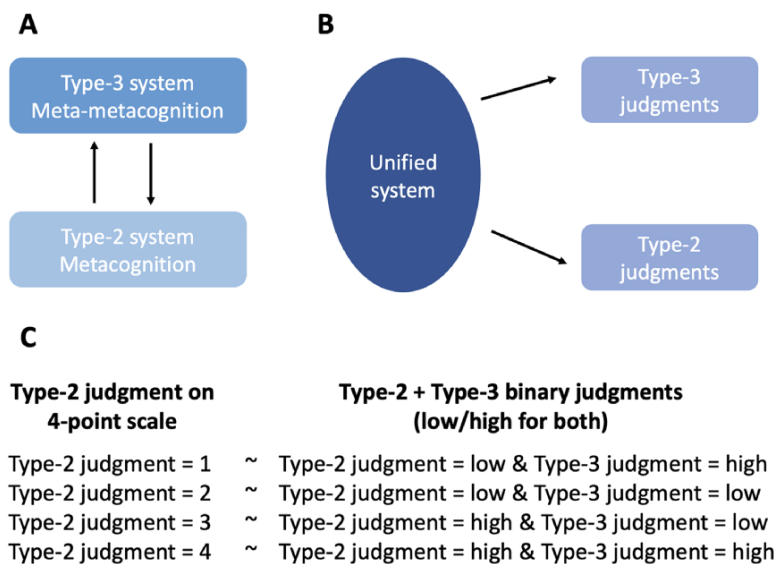 A
B
Type-3 system
Meta-metacognition
Type-2 system
Metacognition
Unified
system
Type-3
judgments
Type-2
judgments
C
Type-2 judgment on
4-point scale
Type-2 + Type-3 binary judgments
(low/high for both)
Type-2 judgment = 1 ~ Type-2 judgment = low & Type-3 judgment = high
Type-2 judgment = 2 ~ Type-2 judgment = low & Type-3 judgment = low
Type-2 judgment = 3 ~ Type-2 judgment = high & Type-3 judgment = low
Type-2 judgment = 4 ~ Type-2 judgment = high & Type-3 judgment = high